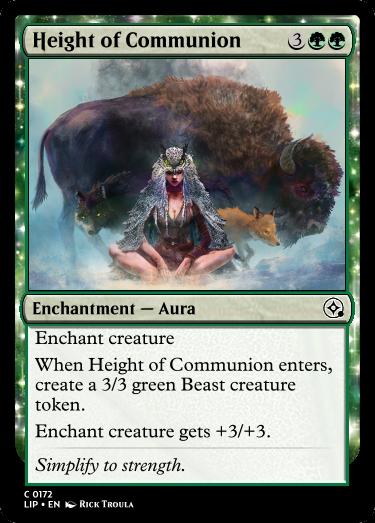 Height of Communion 3
Enchantment — Aura
Enchant creature
When Height of Communion enters,
create a 3/3 green Beast creature
token.
Enchant creature gets +3/+3.
Simplify to strength.
C 0172
LIP • EN Rick Troula